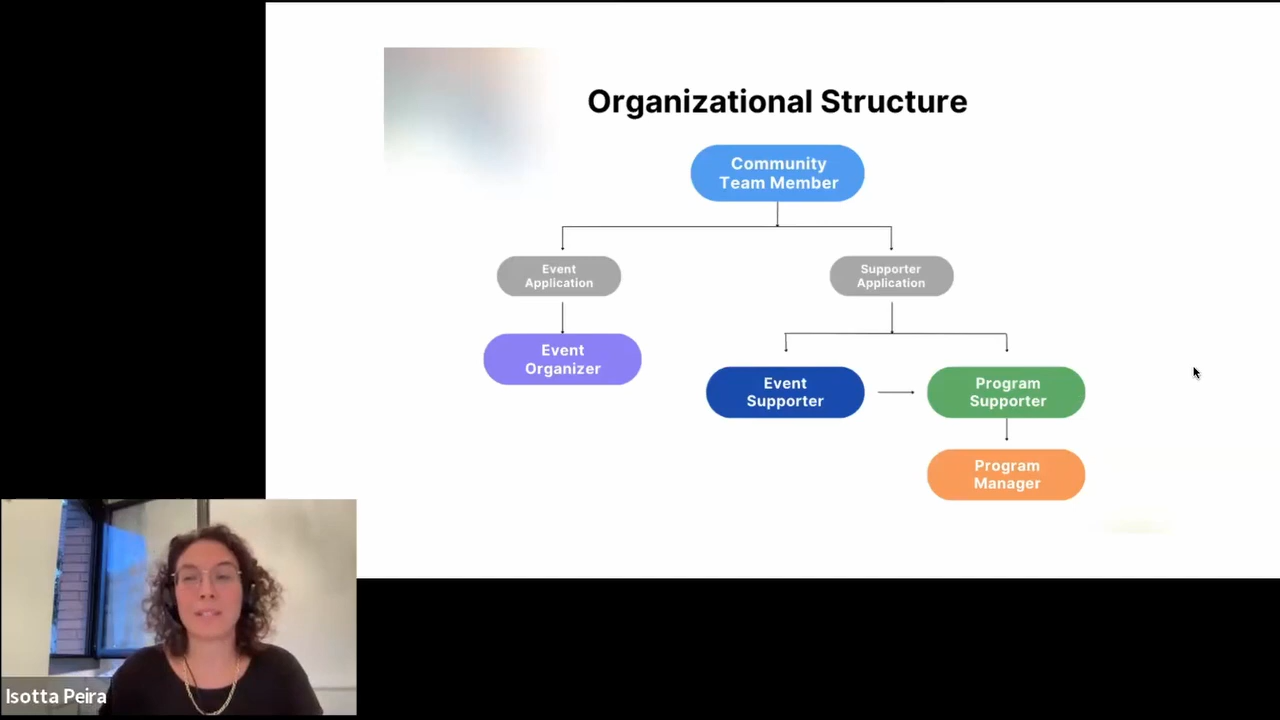 Organizational Structure
Community
Team Member
Event
Application
Supporter
Application
Event
Organizer
Event
Supporter
Program
Supporter
Program
Manager
Isotta Peira